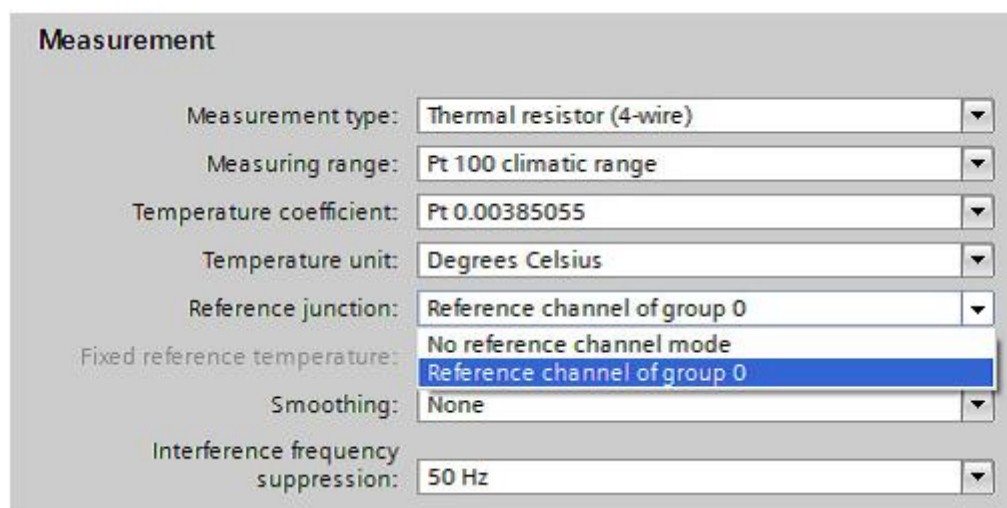 Measurement
Measurement type: Thermal resistor (4-wire)
Measuring range: Pt 100 climatic range
Temperature coefficient: Pt 0.00385055
Temperature unit: Degrees Celsius
Reference junction: Reference channel of group 0
No reference channel mode
Fixed reference temperature:
Reference channel of group 0
Smoothing: None
Interference frequency
suppression: 50 Hz